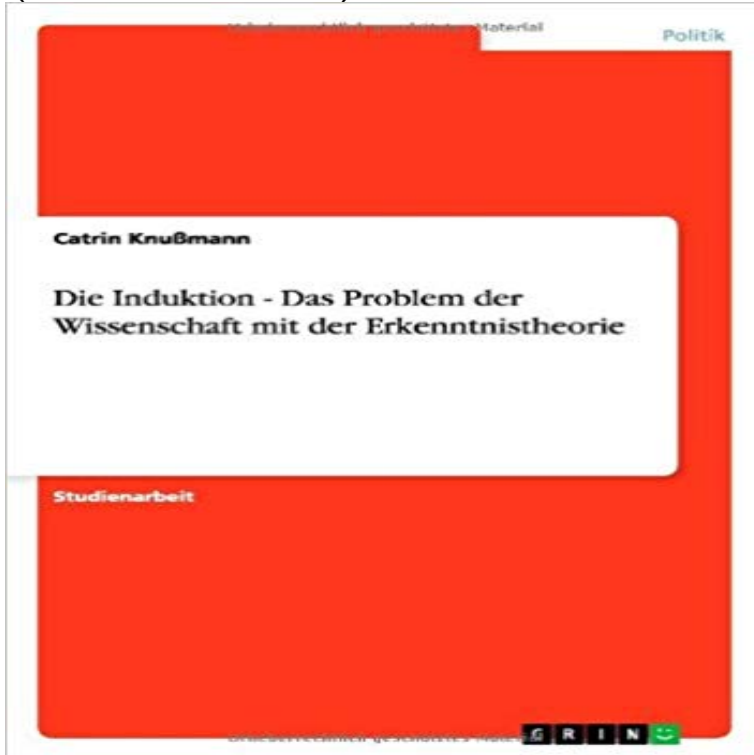 Politik
Catrin Knußmann
Die Induktion - Das Problem der
Wissenschaft mit der Erkenntnistheorie
Studienarbeit
GRIN